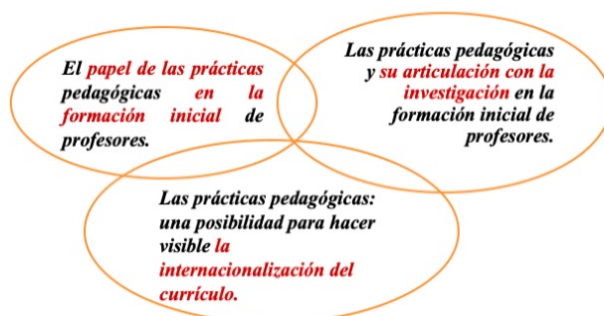 El papel de las prácticas
pedagógicas en la
formación inicial de
profesores.
Las prácticas pedagógicas
y su articulación con la
investigación en la
formación inicial de
profesores.
Las prácticas pedagógicas:
una posibilidad para hacer
visible la
internacionalización del
currículo.